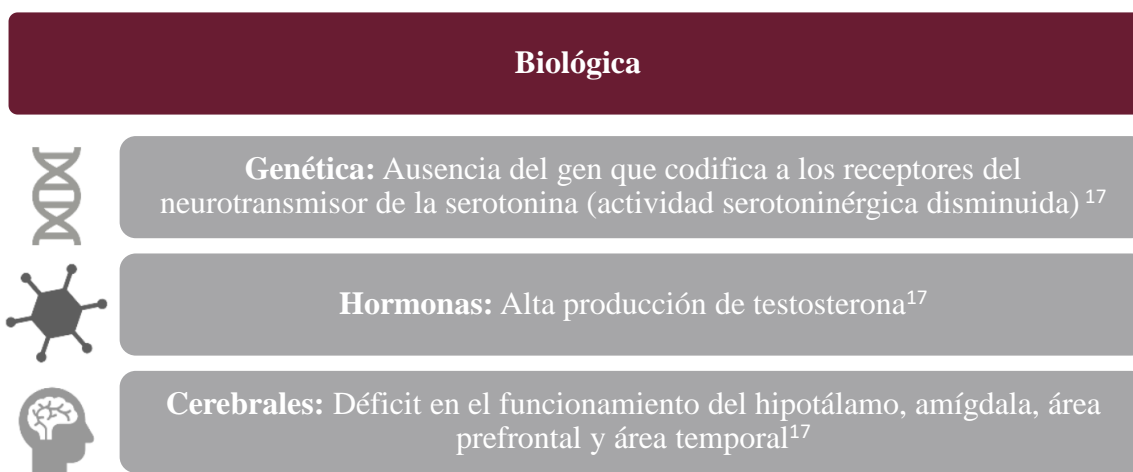 Biológica
Genética: Ausencia del gen que codifica a los receptores del
neurotransmisor de la serotonina (actividad serotoninérgica disminuida) 17
Hormonas: Alta producción de testosterona17
Cerebrales: Déficit en el funcionamiento del hipotálamo, amígdala, área
prefrontal y área temporal17